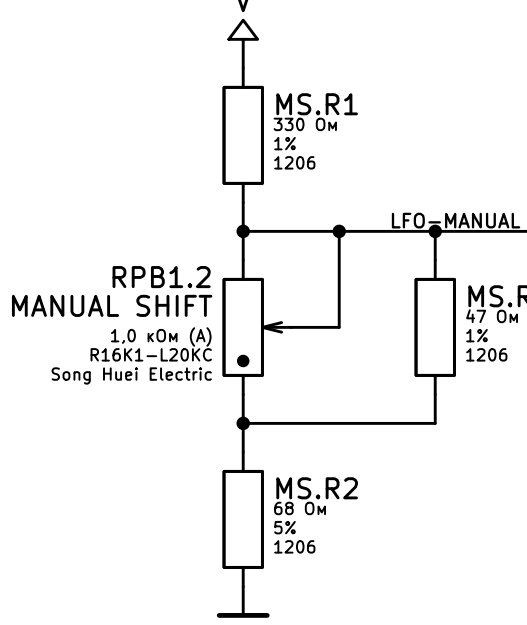 V
MS.R1
330 Ом
1%
1206
LFO-MANUAL
RPB1.2
MANUAL SHIFT
1,0 кОм (A)
R16K1-L20KC
Song Huei Electric
MS.R
47 Ом
1%
1206
MS.R2
68 Ом
5%
1206